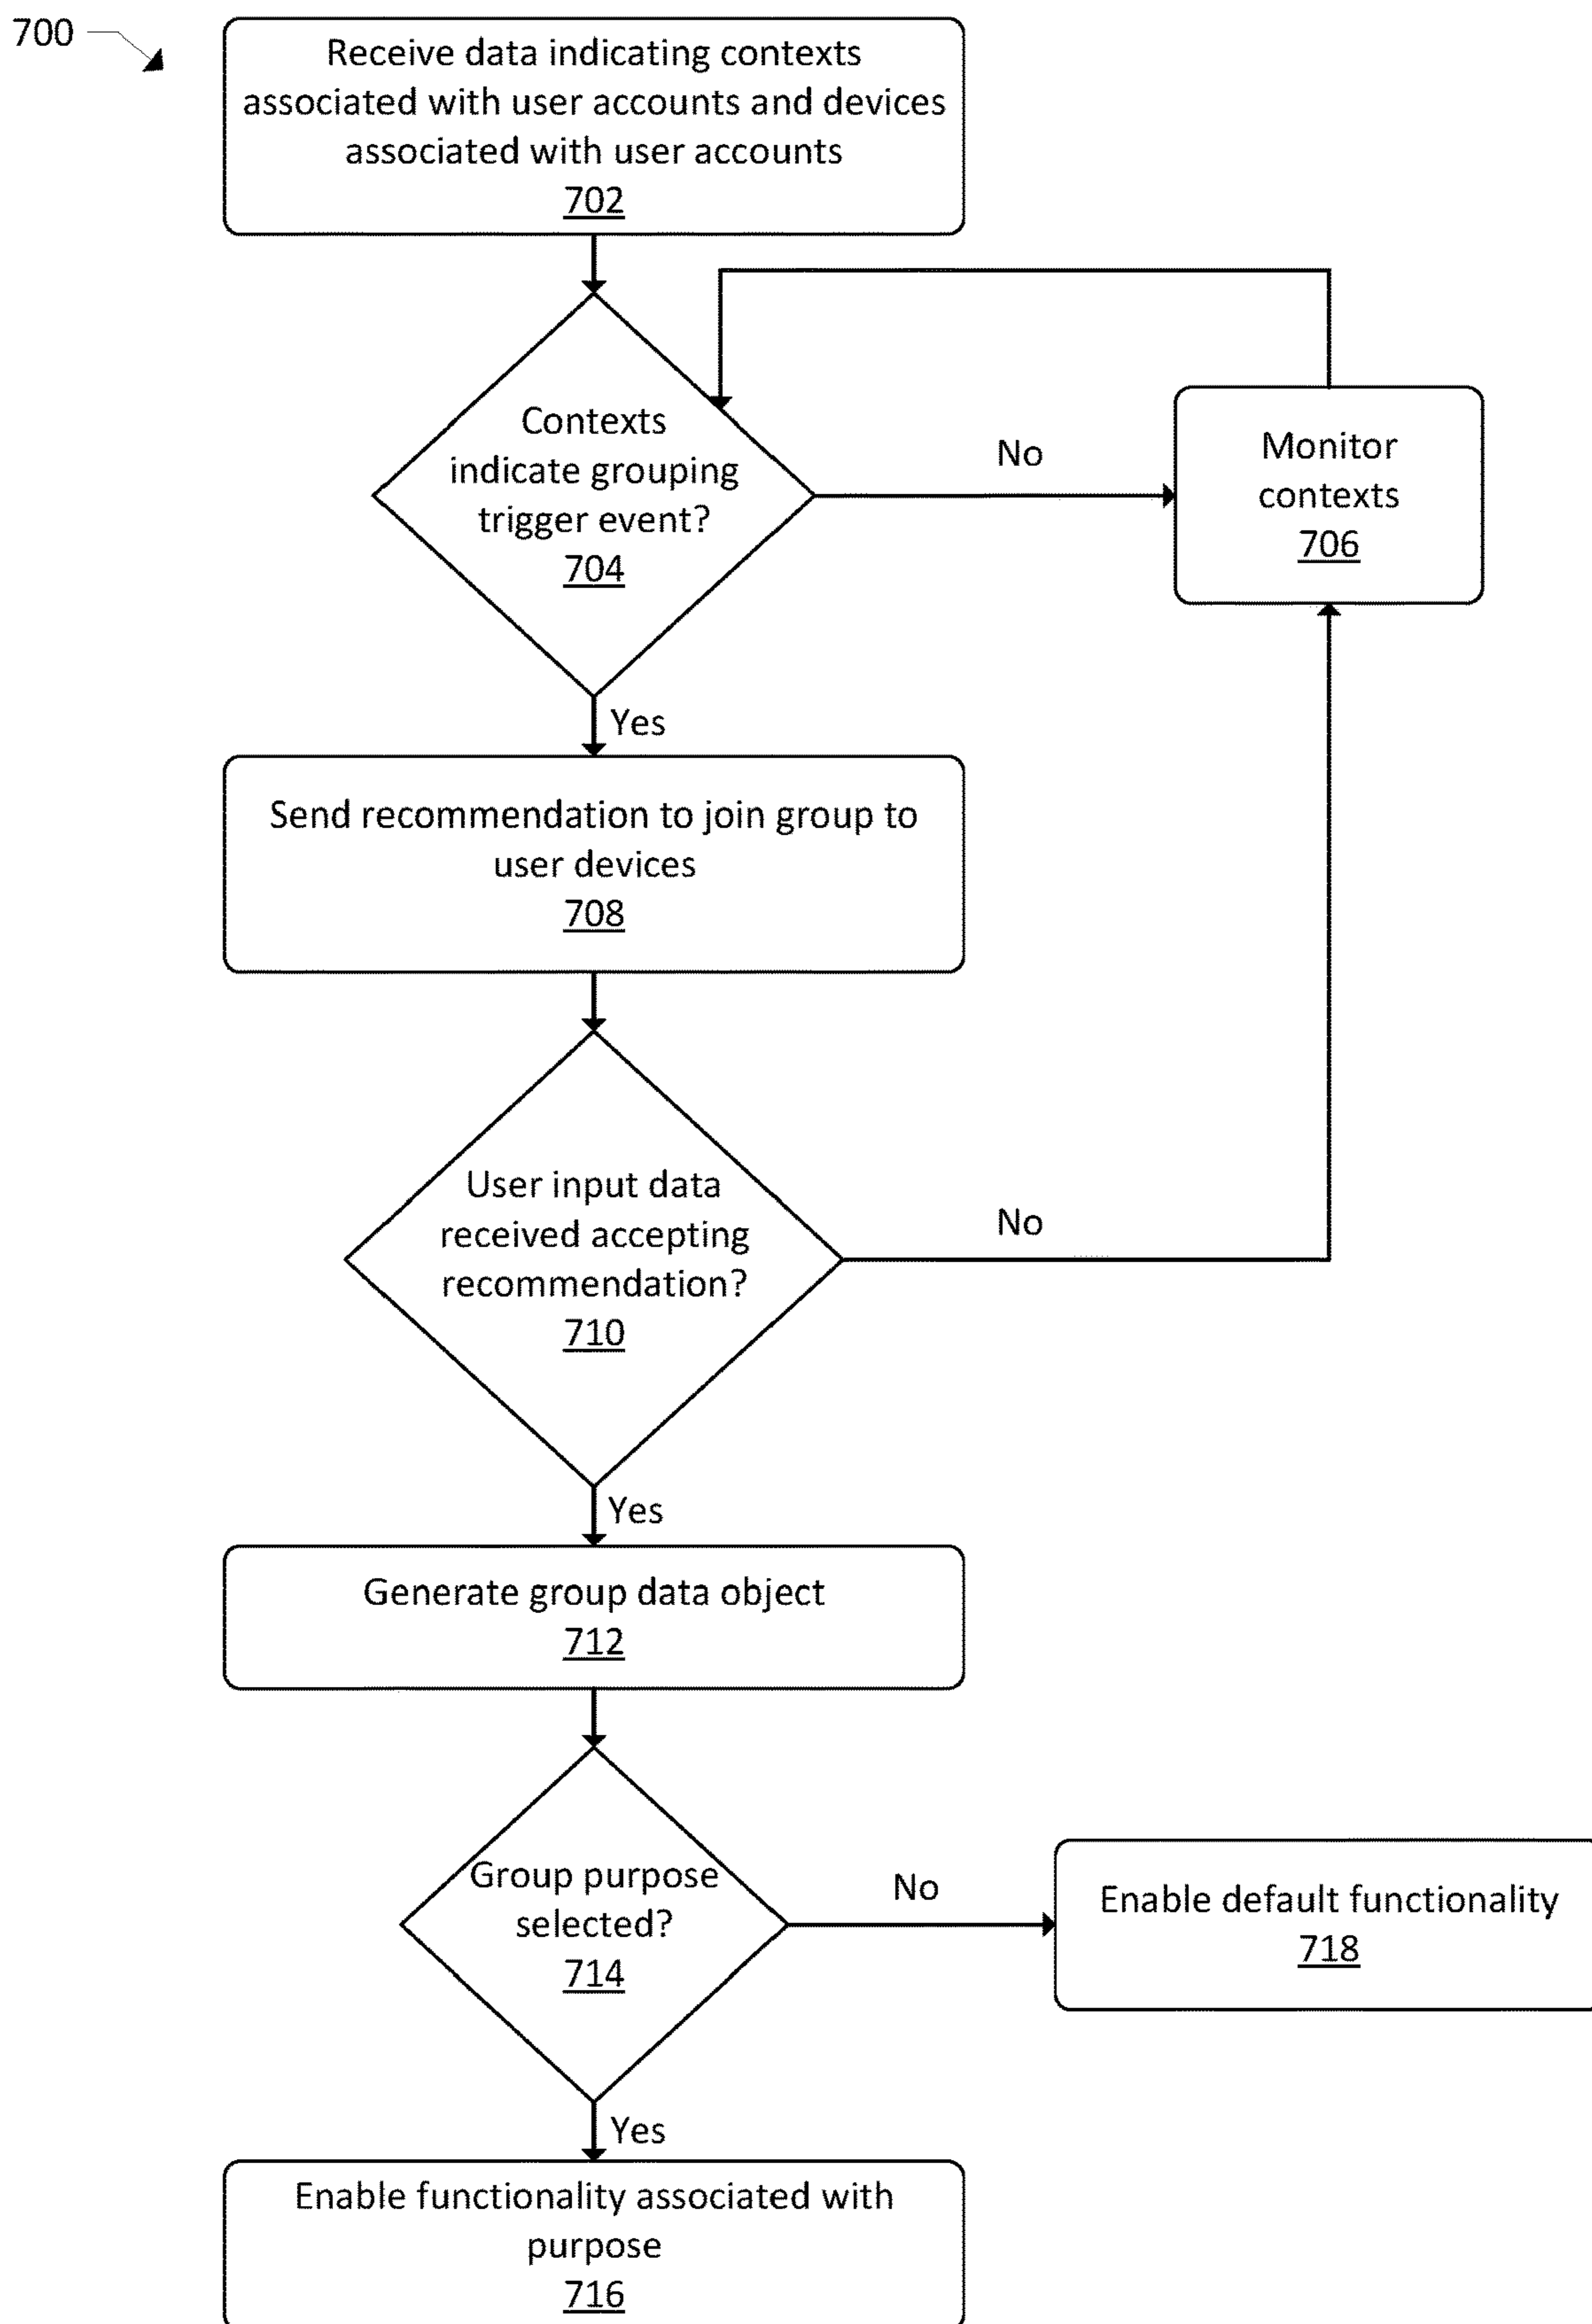 700
Receive data indicating contexts
associated with user accounts and devices
associated with user accounts
702
Contexts
indicate grouping
trigger event?
704
No
Monitor
contexts
706
Yes
Send recommendation to join group to
user devices
708
User input data
received accepting
recommendation?
710
No
Yes
Generate group data object
712
Group purpose
selected?
714
No
Enable default functionality
718
Yes
Enable functionality associated with
purpose
716